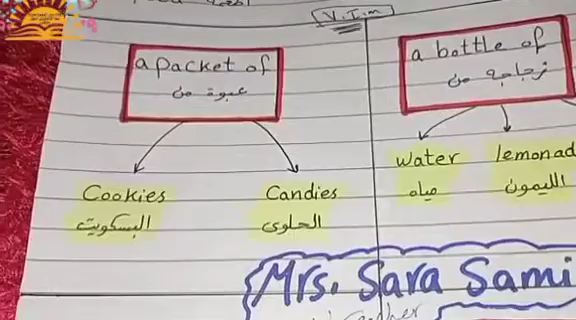 V.Im
a packet of
عبوة من
Cookies
البسكويت
Candies
الحلوى
a bottle of
زجاجة من
water
مياه
lemonad
الليمون
Mrs. Sara Sami